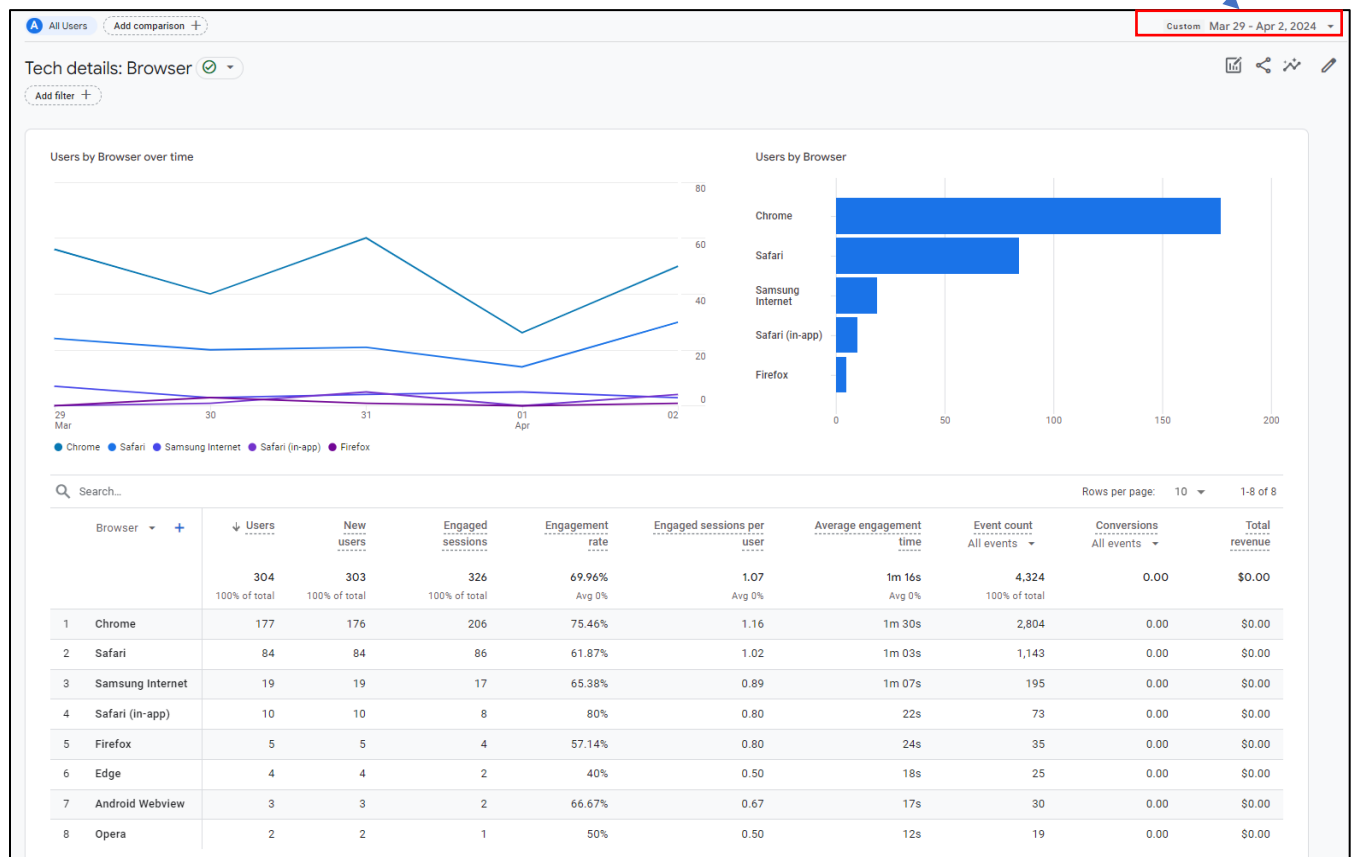 A All Users Add comparison + Custom Mar 29 - Apr 2, 2024
Tech details: Browser
Add filter +
Users by Browser over time
80
60
40
20
0
29 30 31 01 02
Mar Apr
Chrome Safari Samsung Internet Safari (in-app) Firefox
Users by Browser
Chrome
Safari
Samsung
Internet
Safari (in-app)
Firefox
0 50 100 150 200
Search... Rows per page: 10 1-8 of 8
Browser + ↓ Users New Engaged Engagement Engaged sessions per Average engagement Event count Conversions Total
users sessions rate user time All events All events revenue
304 303 326 69.96% 1.07 1m 16s 4,324 0.00 $0.00
100% of total 100% of total 100% of total Avg 0% Avg 0% Avg 0% 100% of total
1 Chrome 177 176 206 75.46% 1.16 1m 30s 2,804 0.00 $0.00
2 Safari 84 84 86 61.87% 1.02 1m 03s 1,143 0.00 $0.00
3 Samsung Internet 19 19 17 65.38% 0.89 1m 07s 195 0.00 $0.00
4 Safari (in-app) 10 10 8 80% 0.80 22s 73 0.00 $0.00
5 Firefox 5 5 4 57.14% 0.80 24s 35 0.00 $0.00
6 Edge 4 4 2 40% 0.50 18s 25 0.00 $0.00
7 Android Webview 3 3 2 66.67% 0.67 17s 30 0.00 $0.00
8 Opera 2 2 1 50% 0.50 12s 19 0.00 $0.00